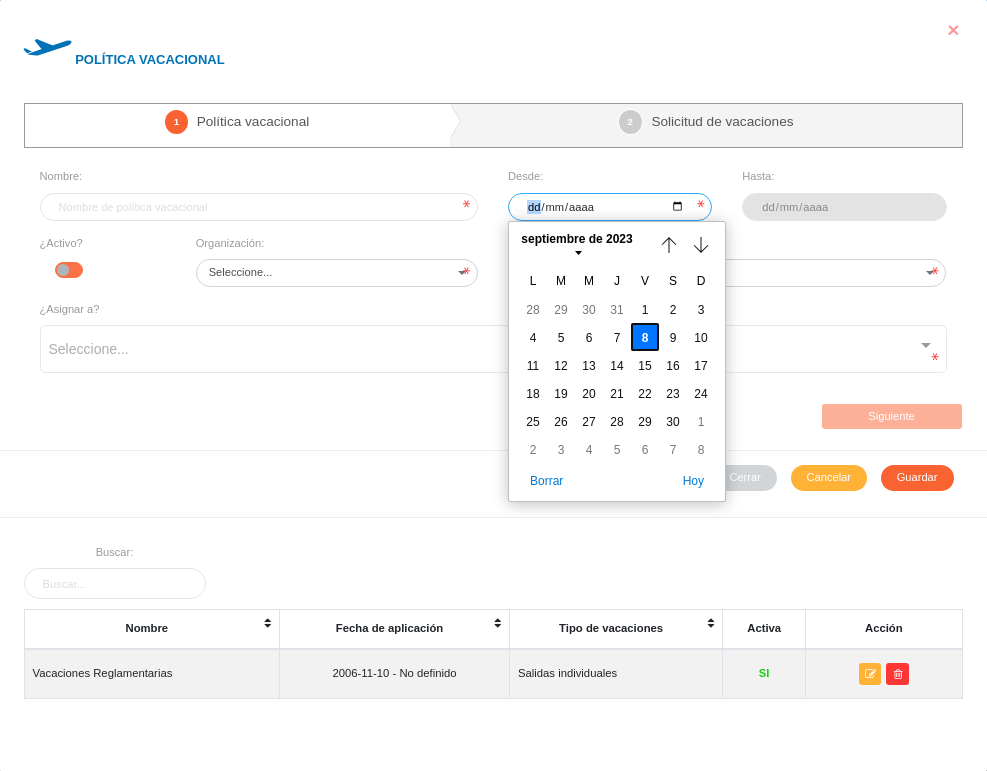 POLÍTICA VACACIONAL
×
1 Política vacacional
2 Solicitud de vacaciones
Nombre:
Desde:
Hasta:
Nombre de política vacacional *
dd/mm/aaaa *
dd/mm/aaaa
¿Activo?
Organización:
Seleccione... *
*
¿Asignar a?
Seleccione... *
septiembre de 2023
L M M J V S D
28 29 30 31 1 2 3
4 5 6 7 8 9 10
11 12 13 14 15 16 17
18 19 20 21 22 23 24
25 26 27 28 29 30 1
2 3 4 5 6 7 8
Borrar Hoy
Siguiente
Cerrar Cancelar Guardar
Buscar:
Buscar...
Nombre Fecha de aplicación Tipo de vacaciones Activa Acción
Vacaciones Reglamentarias 2006-11-10 - No definido Salidas individuales SI